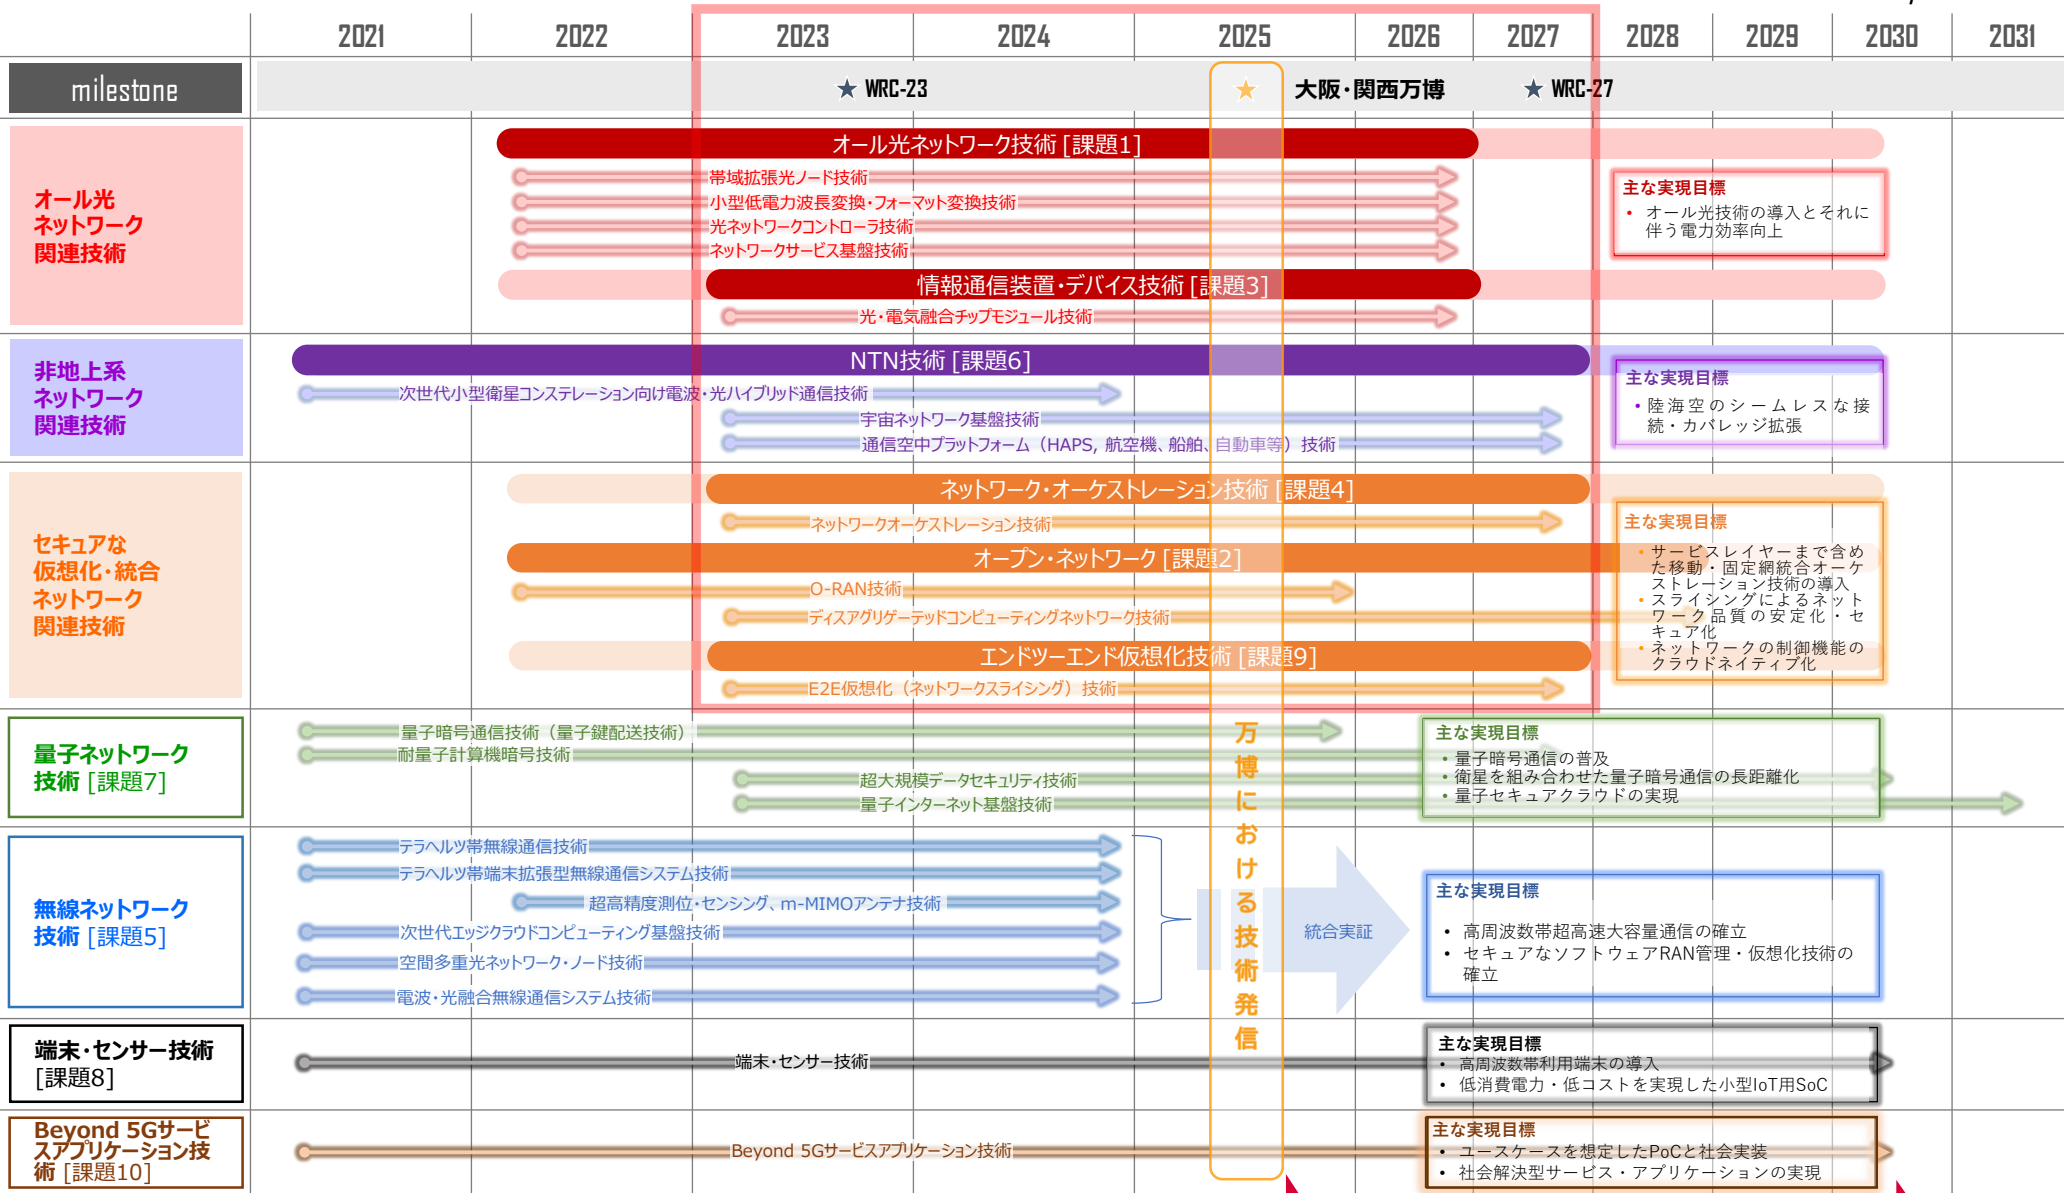 2021 2022 2023 2024 2025 2026 2027 2028 2029 2030 2031
milestone
★ WRC-23
★ 大阪・関西万博
★ WRC-27
オール光
ネットワーク
関連技術
オール光ネットワーク技術 [課題1]
帯域拡張光ノード技術
小型低電力波長変換・フォーマット変換技術
光ネットワークコントローラ技術
ネットワークサービス基盤技術
情報通信装置・デバイス技術 [課題3]
光・電気融合チップモジュール技術
主な実現目標
• オール光技術の導入とそれに
伴う電力効率向上
非地上系
ネットワーク
関連技術
NTN技術 [課題6]
次世代小型衛星コンステレーション向け電波・光ハイブリッド通信技術
宇宙ネットワーク基盤技術
通信空中プラットフォーム（HAPS, 航空機、船舶、自動車等）技術
主な実現目標
• 陸海空のシームレスな接
続・カバレッジ拡張
セキュアな
仮想化・統合
ネットワーク
関連技術
ネットワーク・オーケストレーション技術 [課題4]
ネットワークオーケストレーション技術
オープン・ネットワーク [課題2]
O-RAN技術
ディスアグリゲーテッドコンピューティングネットワーク技術
エンドツーエンド仮想化技術 [課題9]
E2E仮想化（ネットワークスライシング）技術
主な実現目標
• サービスレイヤーまで含め
た移動・固定網統合オーケ
ストレーション技術の導入
• スライシングによるネット
ワーク品質の安定化・セ
キュア化
• ネットワークの制御機能の
クラウドネイティブ化
量子ネットワーク
技術 [課題7]
量子暗号通信技術（量子鍵配送技術）
耐量子計算機暗号技術
超大規模データセキュリティ技術
量子インターネット基盤技術
主な実現目標
• 量子暗号通信の普及
• 衛星を組み合わせた量子暗号通信の長距離化
• 量子セキュアクラウドの実現
万博における技術発信
無線ネットワーク
技術 [課題5]
テラヘルツ帯無線通信技術
テラヘルツ帯端末拡張型無線通信システム技術
超高精度測位・センシング、m-MIMOアンテナ技術
次世代エッジクラウドコンピューティング基盤技術
空間多重光ネットワーク・ノード技術
電波・光融合無線通信システム技術
統合実証
主な実現目標
• 高周波数帯超高速大容量通信の確立
• セキュアなソフトウェアRAN管理・仮想化技術の
確立
端末・センサー技術
[課題8]
端末・センサー技術
主な実現目標
• 高周波数帯利用端末の導入
• 低消費電力・低コストを実現した小型IoT用SoC
Beyond 5Gサービ
スアプリケーション技
術 [課題10]
Beyond 5Gサービスアプリケーション技術
主な実現目標
• ユースケースを想定したPoCと社会実装
• 社会解決型サービス・アプリケーションの実現